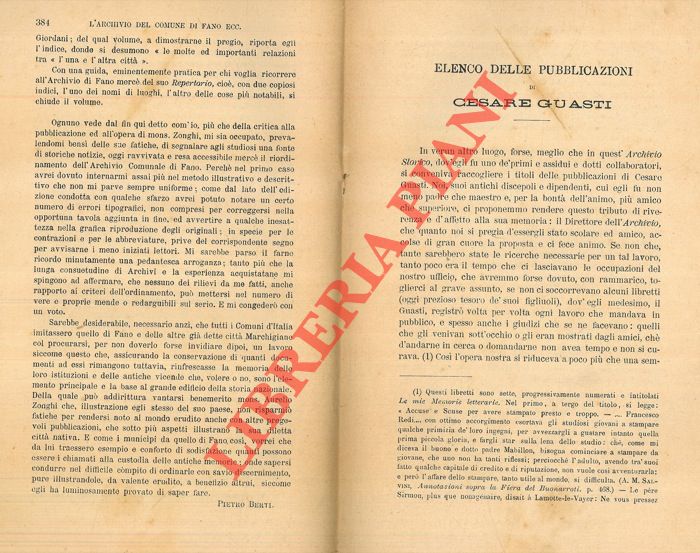 384
L'ARCHIVIO DEL COMUNE DI FANO ECC.
Giordani; del qual volume, a dimostrarne il pregio, riporta egli
l'indice, donde si desumono « le molte ed importanti relazioni
tra « l'una e l'altra città ».
Con una guida, eminentemente pratica per chi voglia ricorrere
all'Archivio di Fano mercè del suo Repertorio, cioè, con due copiosi
indici, l'uno dei nomi di luoghi, l'altro delle cose più notabili, si
chiude il volume.
Ognuno vede dal fin qui detto com'io, più che della critica alla
pubblicazione ed all'opera di mons. Zonghi, mi sia occupato, preva-
lendomi bensì delle sue fatiche, di segnalare agli studiosi una fonte
di storiche notizie, oggi ravvivata e resa accessibile mercè il riordi-
namento dell'Archivio Comunale di Fano. Perchè nel primo caso
avrei dovuto internarmi assai più nel metodo illustrativo e descritti-
vo che non mi parve sempre uniforme; come dal lato dell'edi-
zione condotta con qualche sfarzo avrei potuto notare un certo
numero di errori tipografici, non compresi per correggersi nella
opportuna tavola aggiunta in fine, ed avvertire a qualche inesat-
tezza nella grafica riproduzione degli originali; in specie per le
contrazioni e per le abbreviature, prive del corrispondente segno
per avvisarne i meno iniziati lettori. Mi sarebbe parso il farne
ricordo minutamente una pedantesca arroganza; tanto più che la
lunga consuetudine di Archivi e la esperienza acquistatane mi
spingono ad affermare, che nessuno dei rilievi da me fatti, anche
rapporto ai criteri dell'ordinamento, può mettersi nel numero di
vere e proprie mende o redarguibili sul serio. E mi congederò con
un voto.
Sarebbe desiderabile, necessario anzi, che tutti i Comuni d'Italia
imitassero quello di Fano e delle altre già dette città Marchigiane
col procurarsi, per non doverlo forse invidiare dipoi, un lavoro
siccome questo che, assicurando la conservazione di quanti docu-
menti ad essi rimangono tuttavia, rinfrescasse la memoria delle
loro istituzioni e delle antiche vicende che, volere o no, sono l'ele-
mento principale e la base al grande edificio della storia nazionale.
Della quale può addirittura vantarsi benemerito mons.
Zonghi, che illustrazione egli stesso del suo paese, non
fatiche per rendersi noto al mondo erudito anche
voli pubblicazioni, che sotto più aspetti illustrano la diletta
città nativa. E come i municipi da quello di Fano, così vorrei che
da lui traessero esempio e conforto di sodisfazione quanti possono
essere i chiamati alla custodia delle antiche carte, onde sapersi
condurre nel difficile còmpito di ordinarle con savio discernimento,
pure illustrandole, da valente erudito, a benefizio altrui, siccome
egli ha luminosamente provato di saper fare.
PIETRO BERTI.
ELENCO DELLE PUBBLICAZIONI
DI
CESARE GUASTI
In verun altro luogo, forse, meglio che in quest' Archivio
Storico, dov'egli fu uno de'primi e assidui e dotti collaboratori,
si conveniva raccogliere i titoli delle pubblicazioni di Cesare
Guasti. Noi, suoi antichi discepoli e dipendenti, cui egli fu non
meno padre che maestro e, per la bontà dell'animo, più amico
che superiore, ci proponemmo rendere questo tributo di rive-
renza e d'affetto alla sua memoria: il Direttore dell'Archivio,
che quanto noi si pregia d'essergli stato scolare ed amico, ac-
colse di gran cuore la proposta e ci fece animo. Se non che,
tante sarebbero state le ricerche necessarie per un tal lavoro,
tanto poco era il tempo che ci lasciavano le occupazioni del
nostro ufficio, che avremmo forse dovuto, con rammarico, to-
glierci al grave assunto, se non ci soccorrevano alcuni libretti
(oggi prezioso tesoro de' suoi figliuoli), dov' egli medesimo, il
Guasti, registrò volta per volta ogni lavoro che mandava in
pubblico, e spesso anche i giudizi che se ne facevano: quelli
che gli venivan sott'occhio o gli eran mostrati dagli amici, chè
d'andarne in cerca o domandarne non ha tempo e non si cu-
rava. (1) Così l'opera nostra si riduceva a poco più che una sem-
(1) Questi libretti sono sette, progressivamente numerati e intitolati
Le mie Memorie letterarie. Nel primo, a tergo del titolo, si legge:
« Accuse e Scuse per avere stampato presto e troppo. — ... Francesco
Redi... con ottimo accorgimento esortava gli studiosi giovani a stampare
qualche primizia de'loro ingegni, per avvezzargli a gustare intanto quella
prima piccola gloria, e fargli star sulla lena dello studio: chè, come mi
diceva il buono e dotto padre Mabillon, bisogna cominciare a stampare da
giovane, che uno non ha tanti riflessi; perciocchè l'adulto, avendo tra'suoi
fatto qualche capitale di credito e di riputazione, non vuole così avventurarla;
e però l'affare dello stampare, tanto utile al mondo, si difficulta. (A. M. SAL-
VINI, Annotazioni sopra la Fiera del Buonarroti, p. 468.) — Le père
Sirmon, plus que nonagénaire, disait à Lamotte-le-Vayer: Ne vous pressez
LIBRERIA PIANI